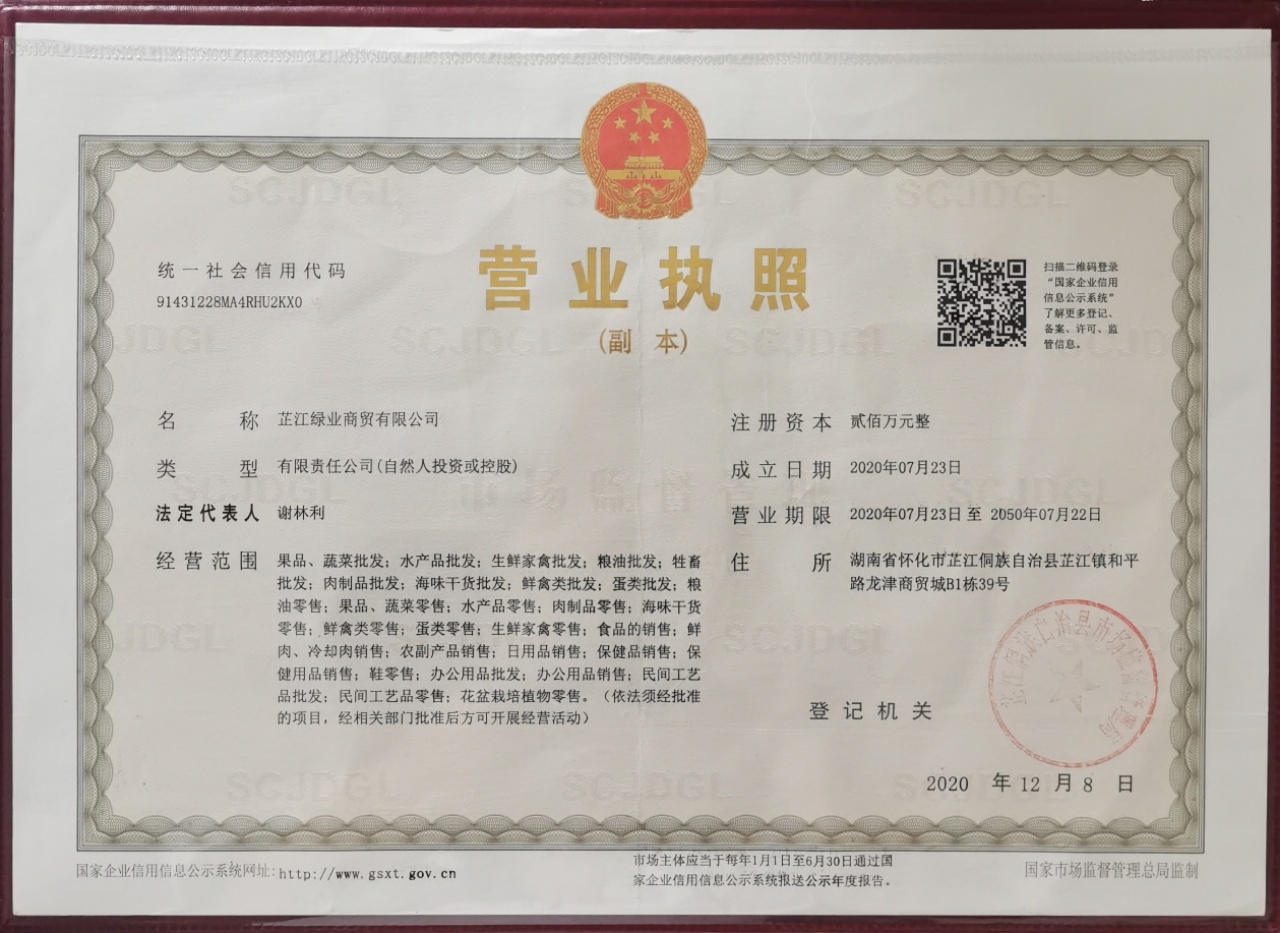 营业执照
(副 本)
统一社会信用代码
91431228MA4RHU2KX0
扫描二维码登录
“国家企业信用
信息公示系统”
了解更多登记、
备案、许可、监
管信息。
名 称 芷江绿业商贸有限公司
类 型 有限责任公司(自然人投资或控股)
法定代表人 谢林利
经营范围 果品、蔬菜批发；水产品批发；生鲜家禽批发；粮油批发；牲畜
批发；肉制品批发；海味干货批发；鲜禽类批发；蛋类批发；粮
油零售；果品、蔬菜零售；水产品零售；肉制品零售；海味干货
零售；鲜禽类零售；蛋类零售；生鲜家禽零售；食品的销售；鲜
肉、冷却肉销售；农副产品销售；日用品销售；保健品销售；保
健用品销售；鞋零售；办公用品批发；办公用品销售；民间工艺
品批发；民间工艺品零售；花盆栽培植物零售。（依法须经批准
的项目，经相关部门批准后方可开展经营活动）
注册资本 贰佰万元整
成立日期 2020年07月23日
营业期限 2020年07月23日 至 2050年07月22日
住 所 湖南省怀化市芷江侗族自治县芷江镇和平
路龙津商贸城B1栋39号
登记机关
芷江侗族自治县市场监督管理局
2020 年 12 月 8 日
国家企业信用信息公示系统网址：http://www.gsxt.gov.cn
市场主体应当于每年1月1日至6月30日通过国
家企业信用信息公示系统报送公示年度报告。
国家市场监督管理总局监制